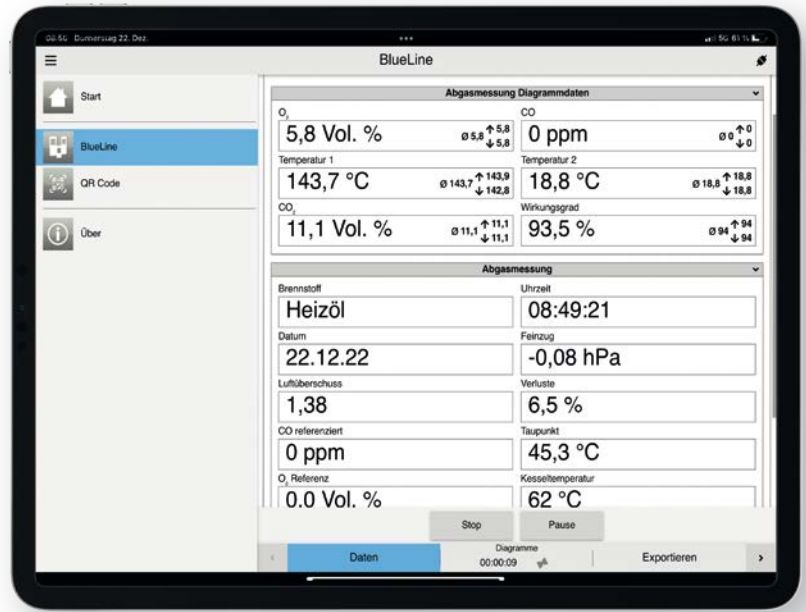 Donnerstag 22. Dez.
5G 61 %
BlueLine
Start
BlueLine
QR Code
Über
Abgasmessung Diagrammdaten
O₂ CO
5,8 Vol. % ø 5,8 ↑ 5,8 ↓ 5,8 0 ppm ø 0 ↑ 0 ↓ 0
Temperatur 1 Temperatur 2
143,7 °C ø 143,7 ↑ 143,9 ↓ 142,8 18,8 °C ø 18,8 ↑ 18,8 ↓ 18,8
CO₂ Wirkungsgrad
11,1 Vol. % ø 11,1 ↑ 11,1 ↓ 11,1 93,5 % ø 94 ↑ 94 ↓ 94
Abgasmessung
Brennstoff Uhrzeit
Heizöl 08:49:21
Datum Feinzug
22.12.22 -0,08 hPa
Luftüberschuss Verluste
1,38 6,5 %
CO referenziert Taupunkt
0 ppm 45,3 °C
O₂ Referenz Kesseltemperatur
0,0 Vol. % 62 °C
Stop Pause
Daten Diagramme Exportieren
00:00:09